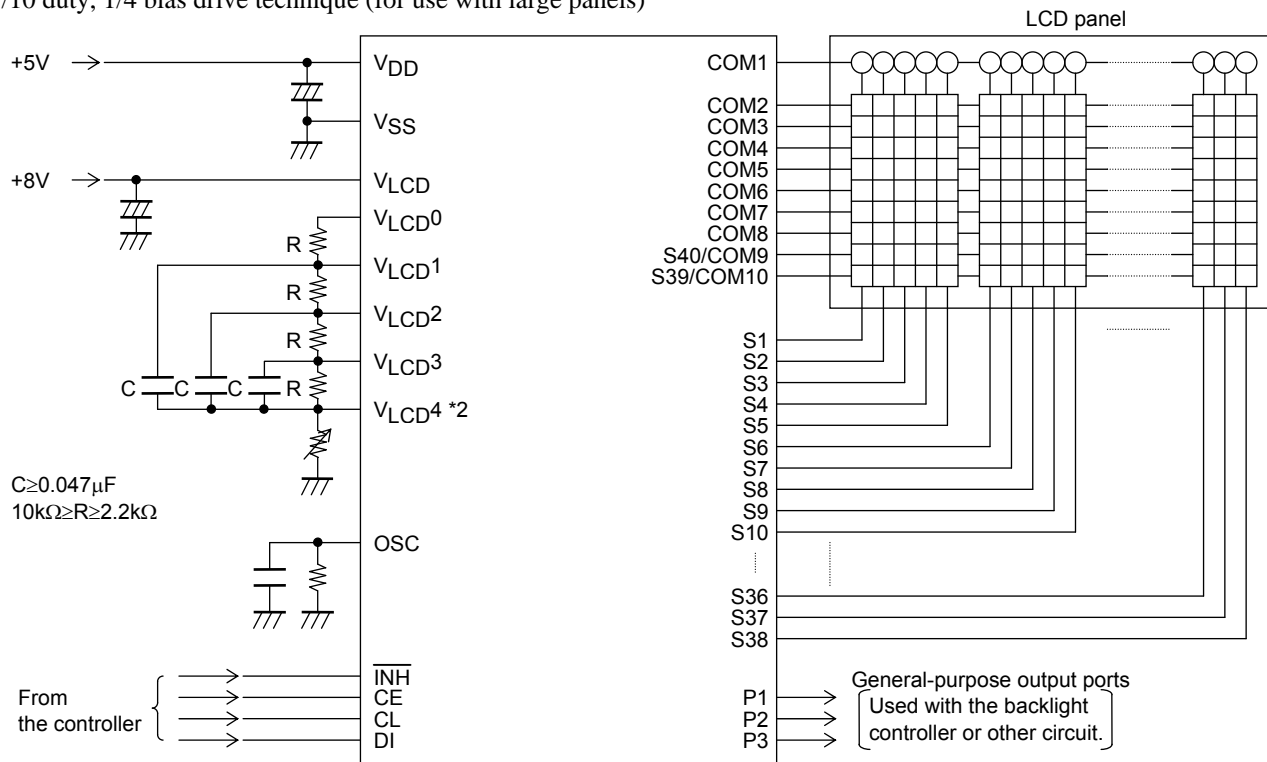 /10 duty, 1/4 bias drive technique (for use with large panels)
LCD panel
+5V
VDD
COM1
VSS
COM2
COM3
COM4
COM5
COM6
COM7
COM8
S40/COM9
S39/COM10
+8V
VLCD
VLCD0
R
VLCD1
R
VLCD2
R
VLCD3
C
C
C
R
VLCD4 *2
C≥0.047μF
10kΩ≥R≥2.2kΩ
OSC
S1
S2
S3
S4
S5
S6
S7
S8
S9
S10
S36
S37
S38
From
the controller
INH
CE
CL
DI
P1
P2
P3
General-purpose output ports
Used with the backlight
controller or other circuit.